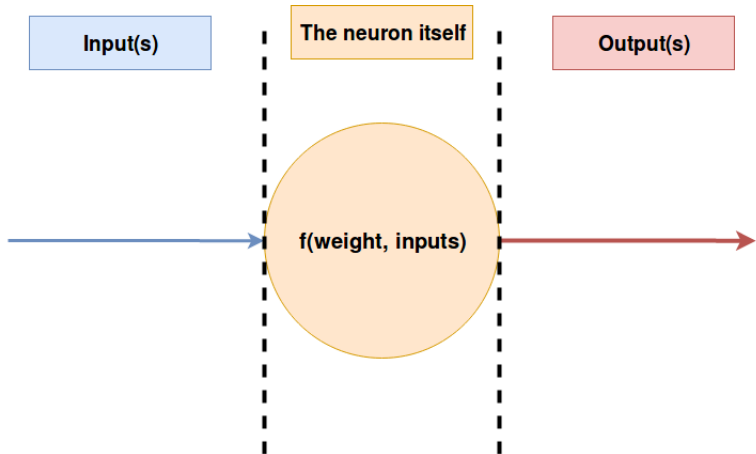 Input(s)
The neuron itself
Output(s)
f(weight, inputs)